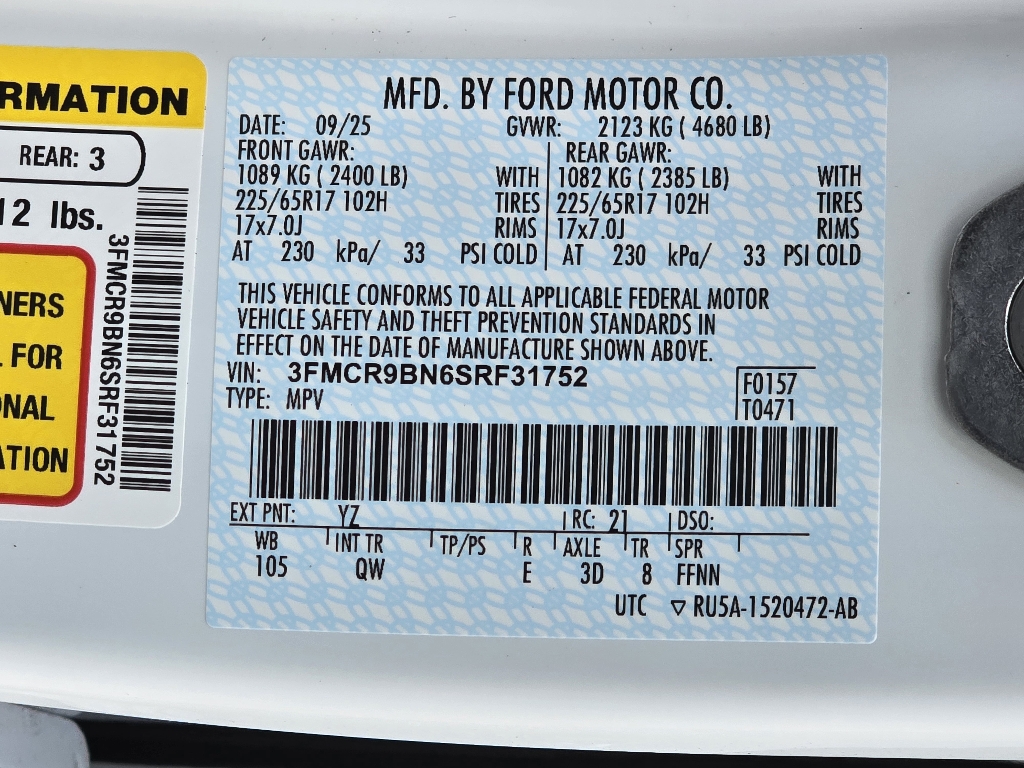 RMATION
REAR: 3
12 lbs.
NERS
L FOR
ONAL
ATION
3FMCR9BN6SRF31752
MFD. BY FORD MOTOR CO.
DATE: 09/25 GVWR: 2123 KG ( 4680 LB)
FRONT GAWR: REAR GAWR:
1089 KG ( 2400 LB) WITH 1082 KG ( 2385 LB) WITH
225/65R17 102H TIRES 225/65R17 102H TIRES
17x7.0J RIMS 17x7.0J RIMS
AT 230 kPa/ 33 PSI COLD AT 230 kPa/ 33 PSI COLD
THIS VEHICLE CONFORMS TO ALL APPLICABLE FEDERAL MOTOR
VEHICLE SAFETY AND THEFT PREVENTION STANDARDS IN
EFFECT ON THE DATE OF MANUFACTURE SHOWN ABOVE.
VIN: 3FMCR9BN6SRF31752
TYPE: MPV
F0157
T0471
EXT PNT: YZ RC: 21 DSO:
WB INT TR TP/PS R AXLE TR SPR
105 QW E 3D 8 FFNN
UTC ▽ RU5A-1520472-AB